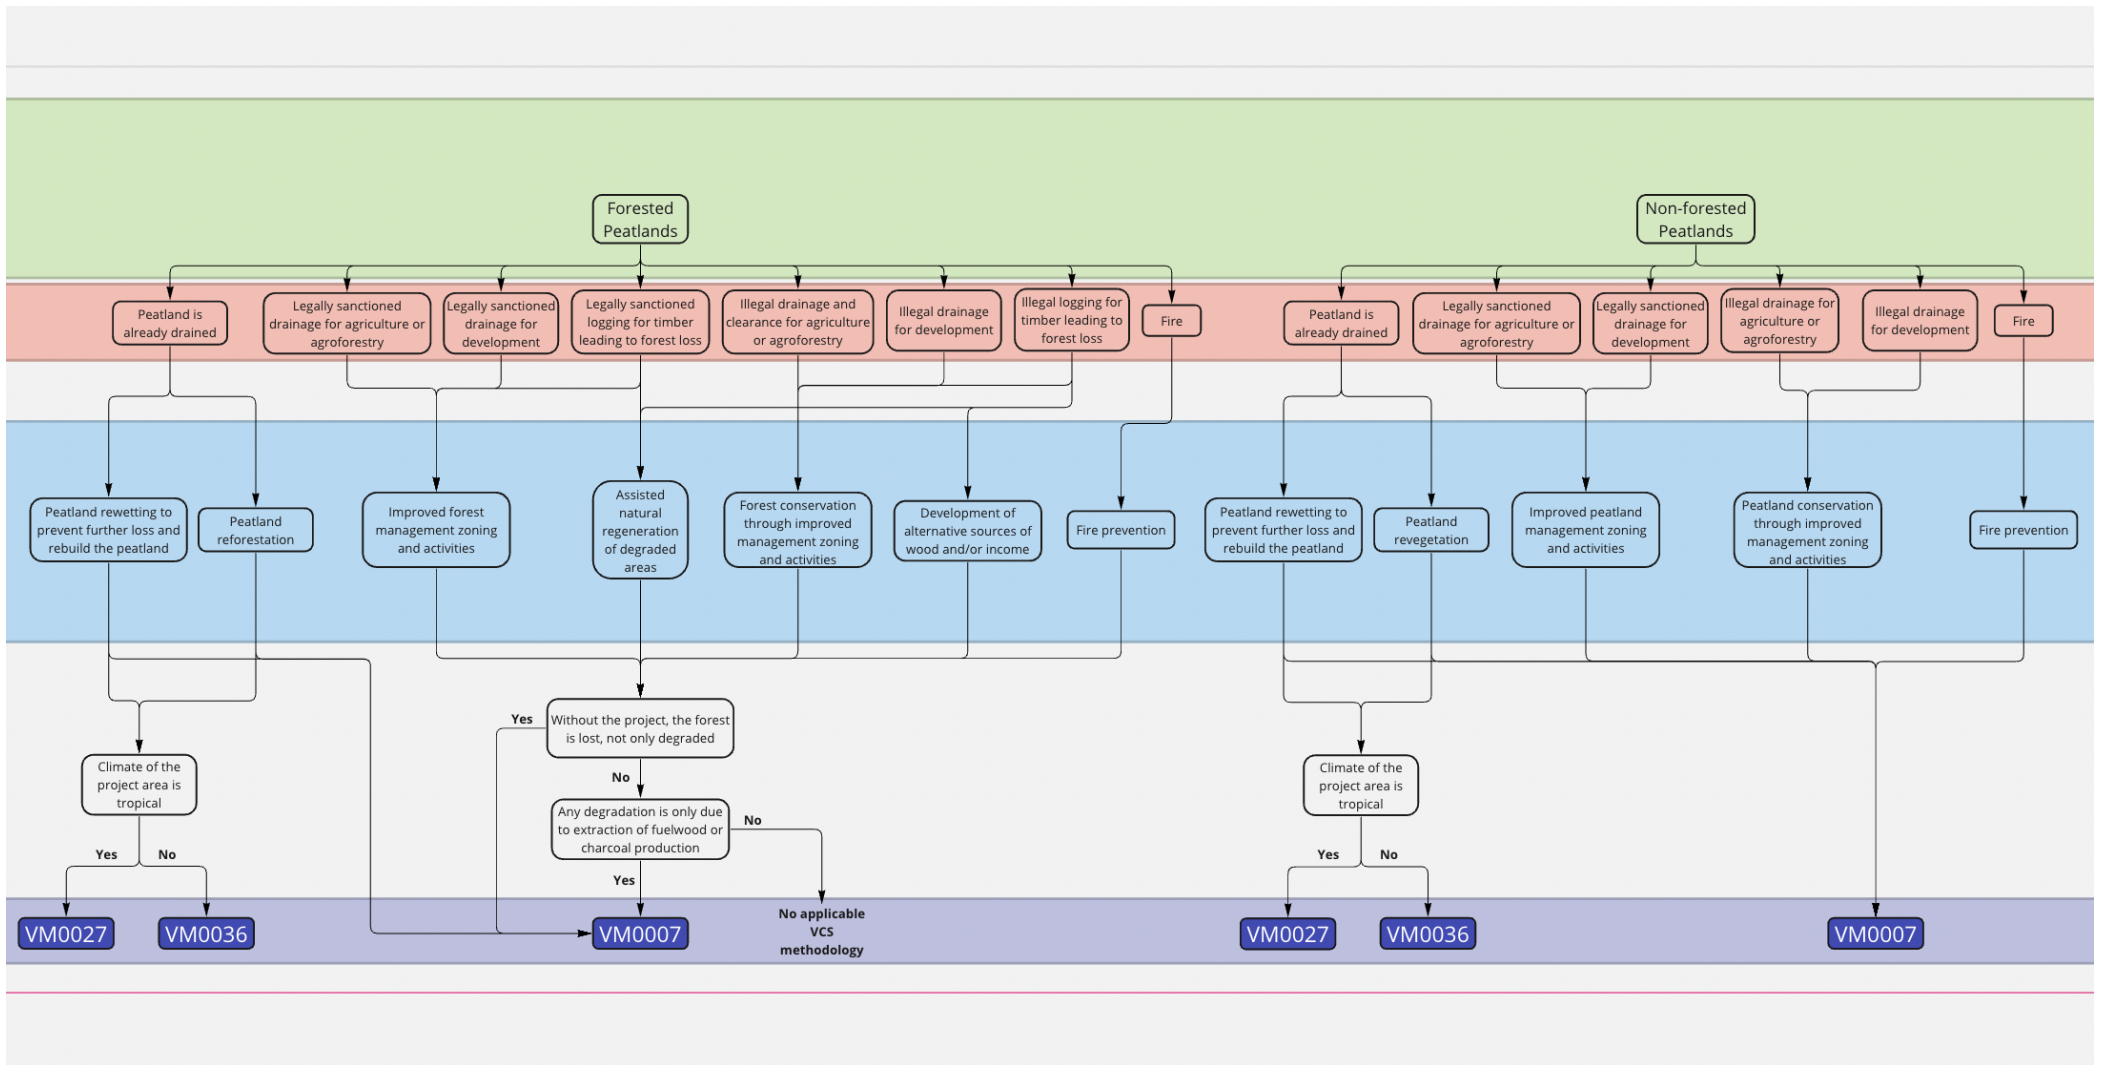 Forested
Peatlands
Non-forested
Peatlands
Peatland is
already drained
Legally sanctioned
drainage for agriculture or
agroforestry
Legally sanctioned
drainage for
development
Legally sanctioned
logging for timber
leading to forest loss
Illegal drainage and
clearance for agriculture
or agroforestry
Illegal drainage
for development
Illegal logging for
timber leading to
forest loss
Fire
Peatland is
already drained
Legally sanctioned
drainage for agriculture or
agroforestry
Legally sanctioned
drainage for
development
Illegal drainage for
agriculture or
agroforestry
Illegal drainage
for development
Fire
Peatland rewetting to
prevent further loss and
rebuild the peatland
Peatland
reforestation
Improved forest
management zoning
and activities
Assisted
natural
regeneration
of degraded
areas
Forest conservation
through improved
management zoning
and activities
Development of
alternative sources of
wood and/or income
Fire prevention
Peatland rewetting to
prevent further loss and
rebuild the peatland
Peatland
revegetation
Improved peatland
management zoning
and activities
Peatland conservation
through improved
management zoning
and activities
Fire prevention
Yes
Without the project, the forest
is lost, not only degraded
No
Climate of the
project area is
tropical
Any degradation is only due
to extraction of fuelwood or
charcoal production
No
Climate of the
project area is
tropical
Yes
No
Yes
Yes
No
VM0027
VM0036
VM0007
No applicable
VCS
methodology
VM0027
VM0036
VM0007